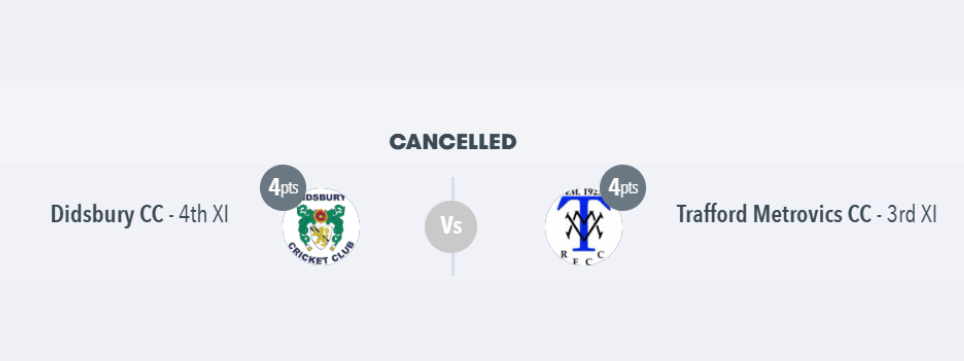 CANCELLED
4pts
4pts
Didsbury CC - 4th XI
Vs
Trafford Metrovics CC - 3rd XI
CRICKET CLUB
R E C C